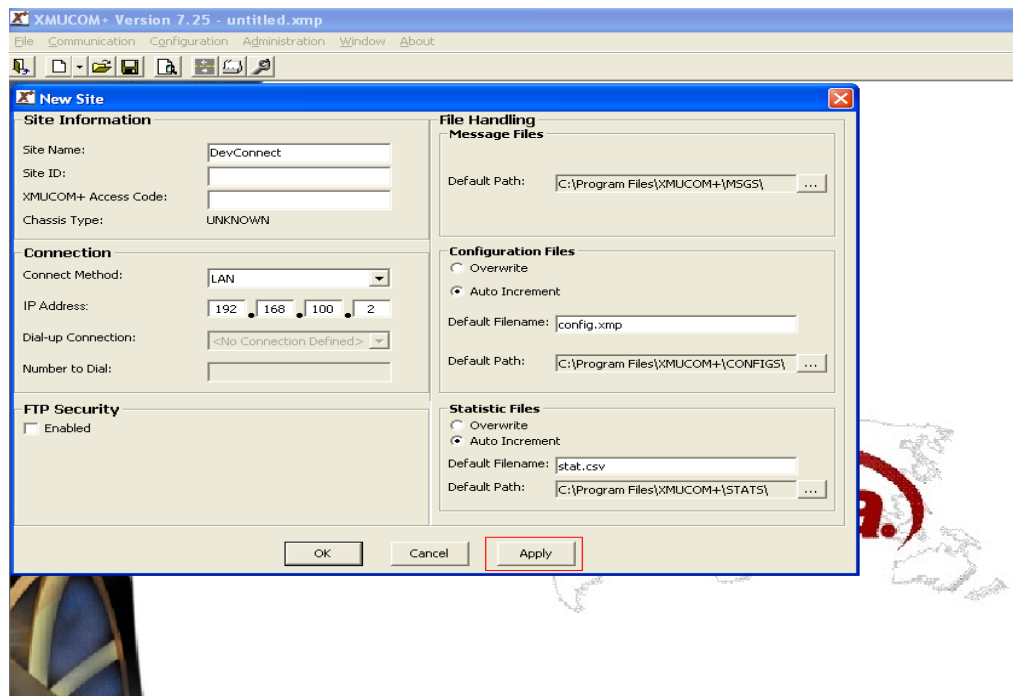 XMUCOM+ Version 7.25 - untitled.xmp
File Communication Configuration Administration Window About
New Site
Site Information
Site Name: DevConnect
Site ID:
XMUCOM+ Access Code:
Chassis Type: UNKNOWN
Connection
Connect Method: LAN
IP Address: 192 . 168 . 100 . 2
Dial-up Connection: <No Connection Defined>
Number to Dial:
FTP Security
Enabled
File Handling
Message Files
Default Path: C:\Program Files\XMUCOM+\MSGS\ ...
Configuration Files
Overwrite
Auto Increment
Default Filename: config.xmp
Default Path: C:\Program Files\XMUCOM+\CONFIGS\ ...
Statistic Files
Overwrite
Auto Increment
Default Filename: stat.csv
Default Path: C:\Program Files\XMUCOM+\STATS\ ...
OK Cancel Apply
a.